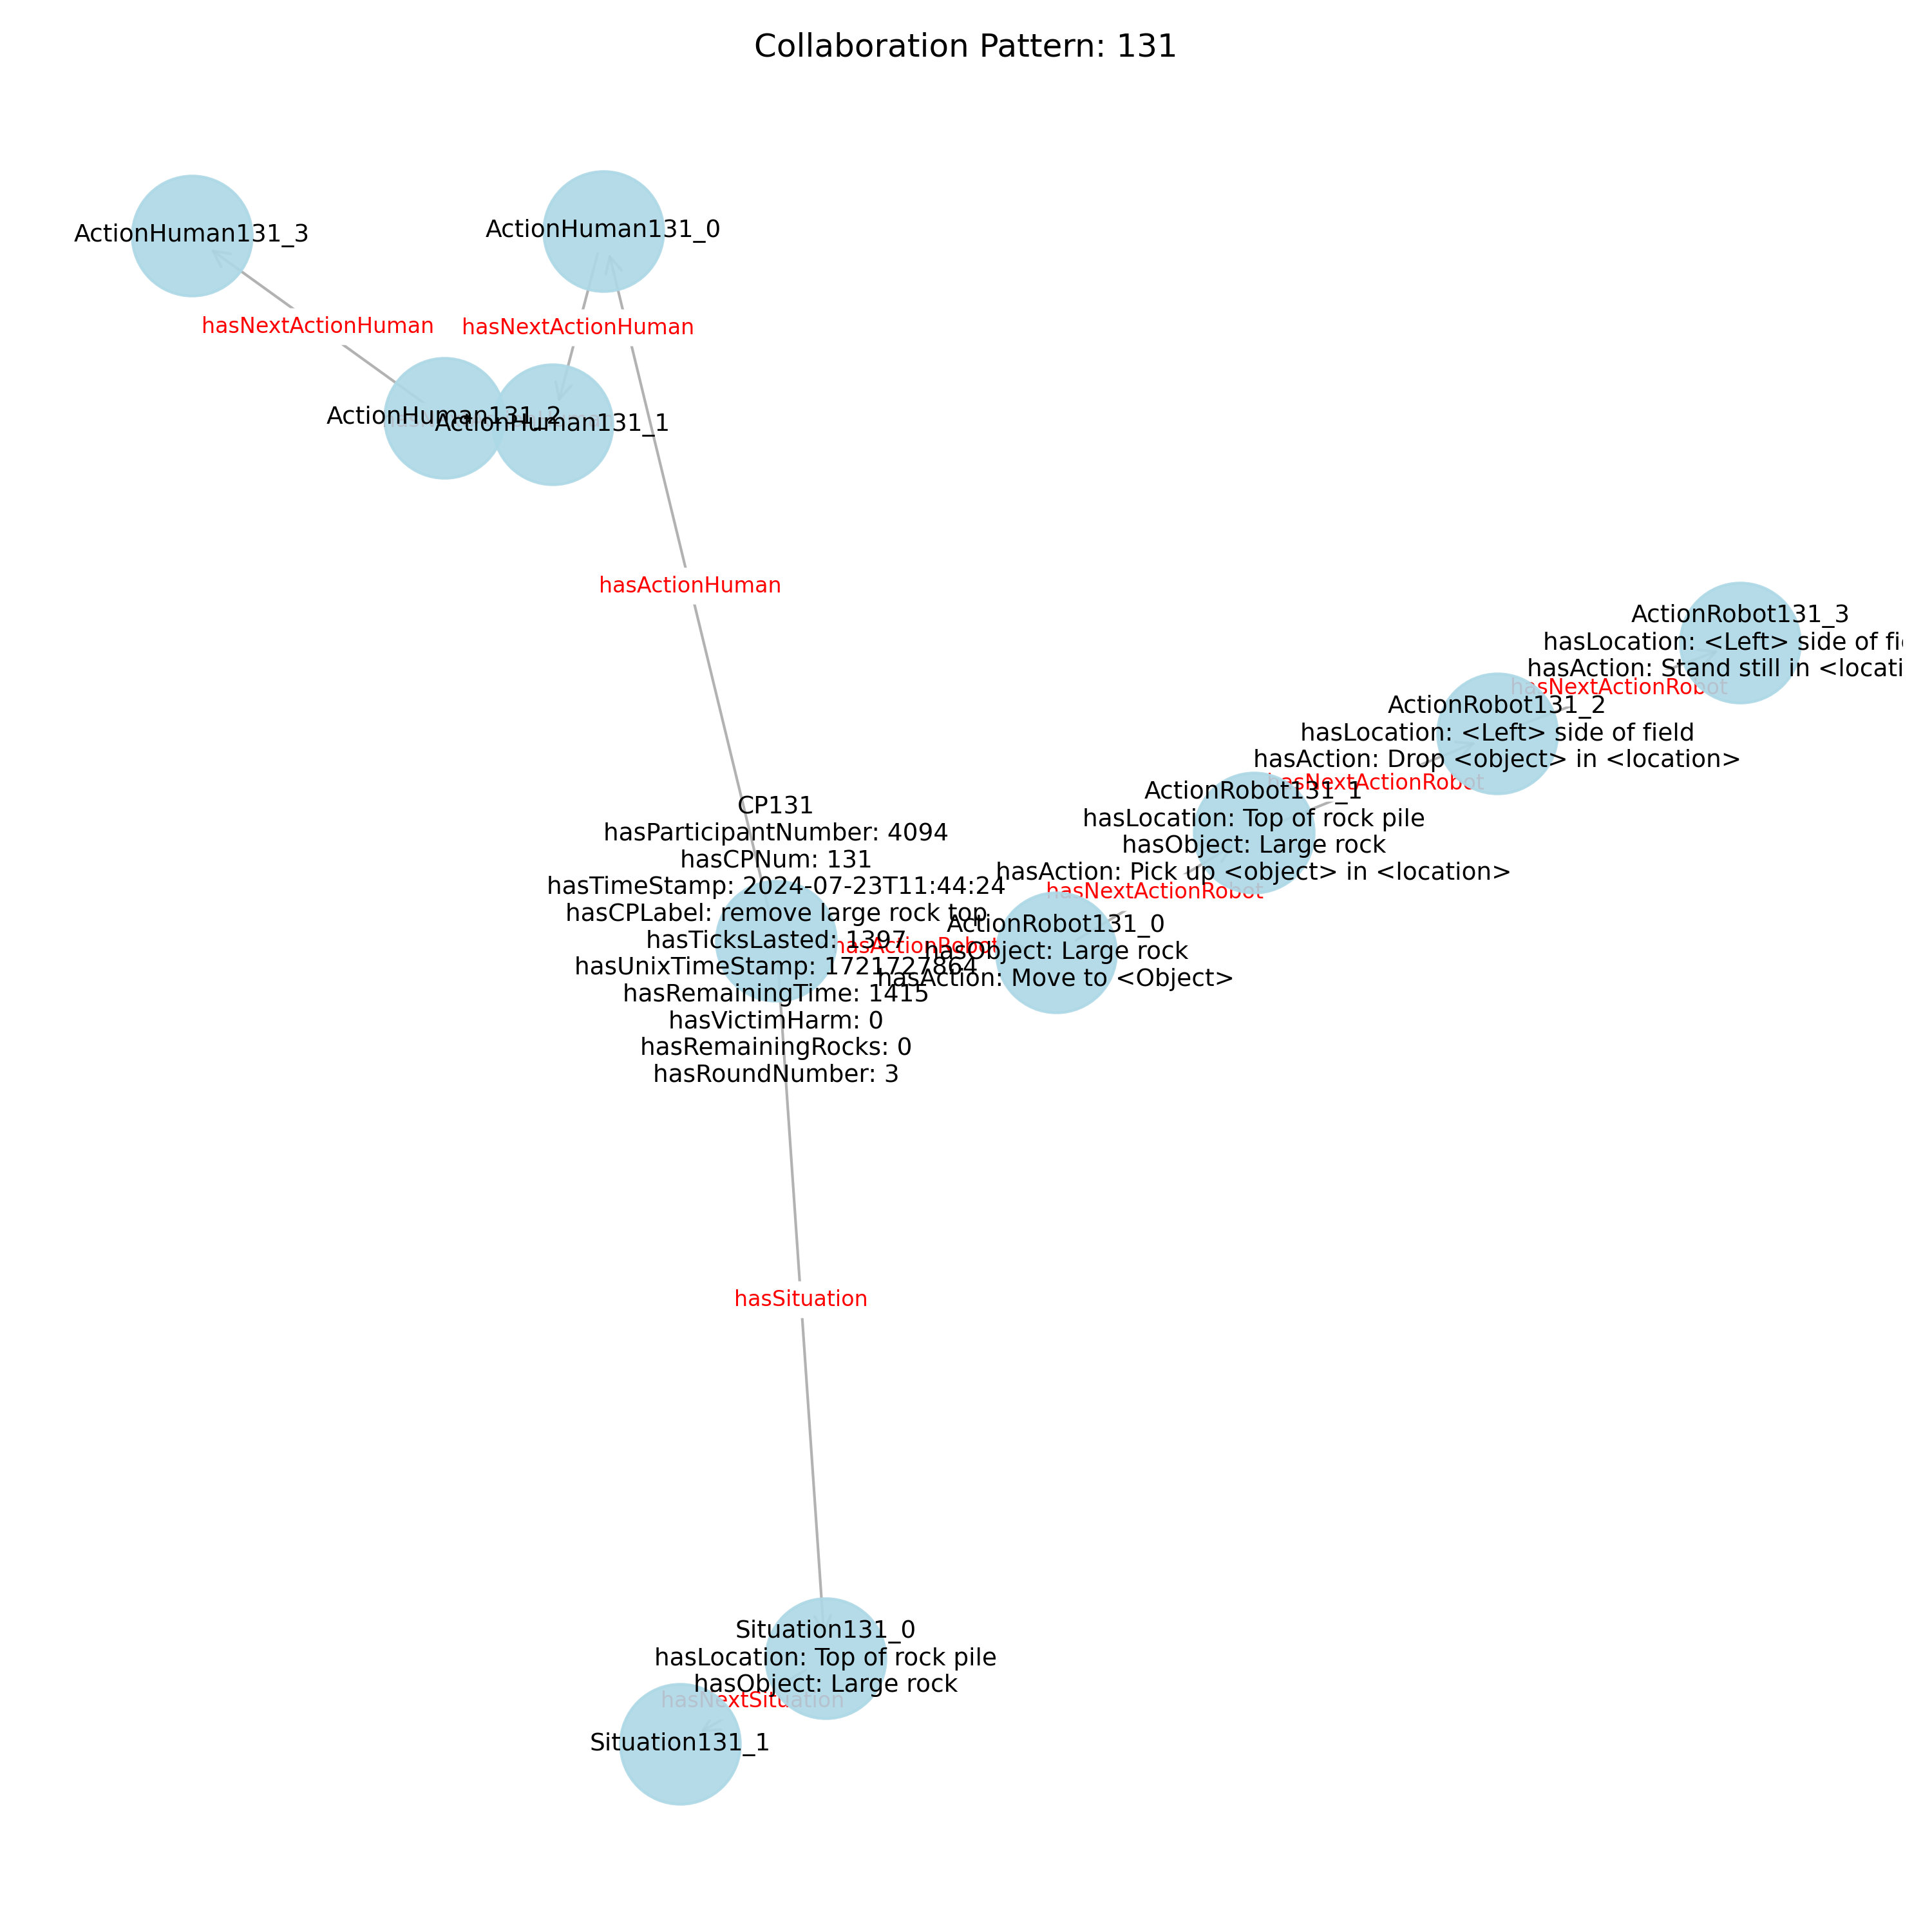 Collaboration Pattern: 131
ActionHuman131_3
ActionHuman131_0
hasNextActionHuman
hasNextActionHuman
ActionHuman131_2
ActionHuman131_1
hasActionHuman
ActionRobot131_3
hasLocation: <Left> side of
hasAction: Stand still in
hasNextActionRobot
ActionRobot131_2
hasLocation: <Left> side of field
hasAction: Drop <object> in <location>
hasNextActionRobot
ActionRobot131_1
hasLocation: Top of rock pile
hasObject: Large rock
hasAction: Pick up <object> in <location>
hasNextActionRobot
CP131
hasParticipantNumber: 4094
hasCPNum: 131
hasTimeStamp: 2024-07-23T11:44:24
hasCPLabel: remove large rock top
hasTicksLasted: 1397
hasUnixTimeStamp: 1721727864
hasRemainingTime: 1415
hasVictimHarm: 0
hasRemainingRocks: 0
hasRoundNumber: 3
hasActionRobot
ActionRobot131_0
hasObject: Large rock
hasAction: Move to <Object>
hasSituation
Situation131_0
hasLocation: Top of rock pile
hasObject: Large rock
hasNextSituation
Situation131_1